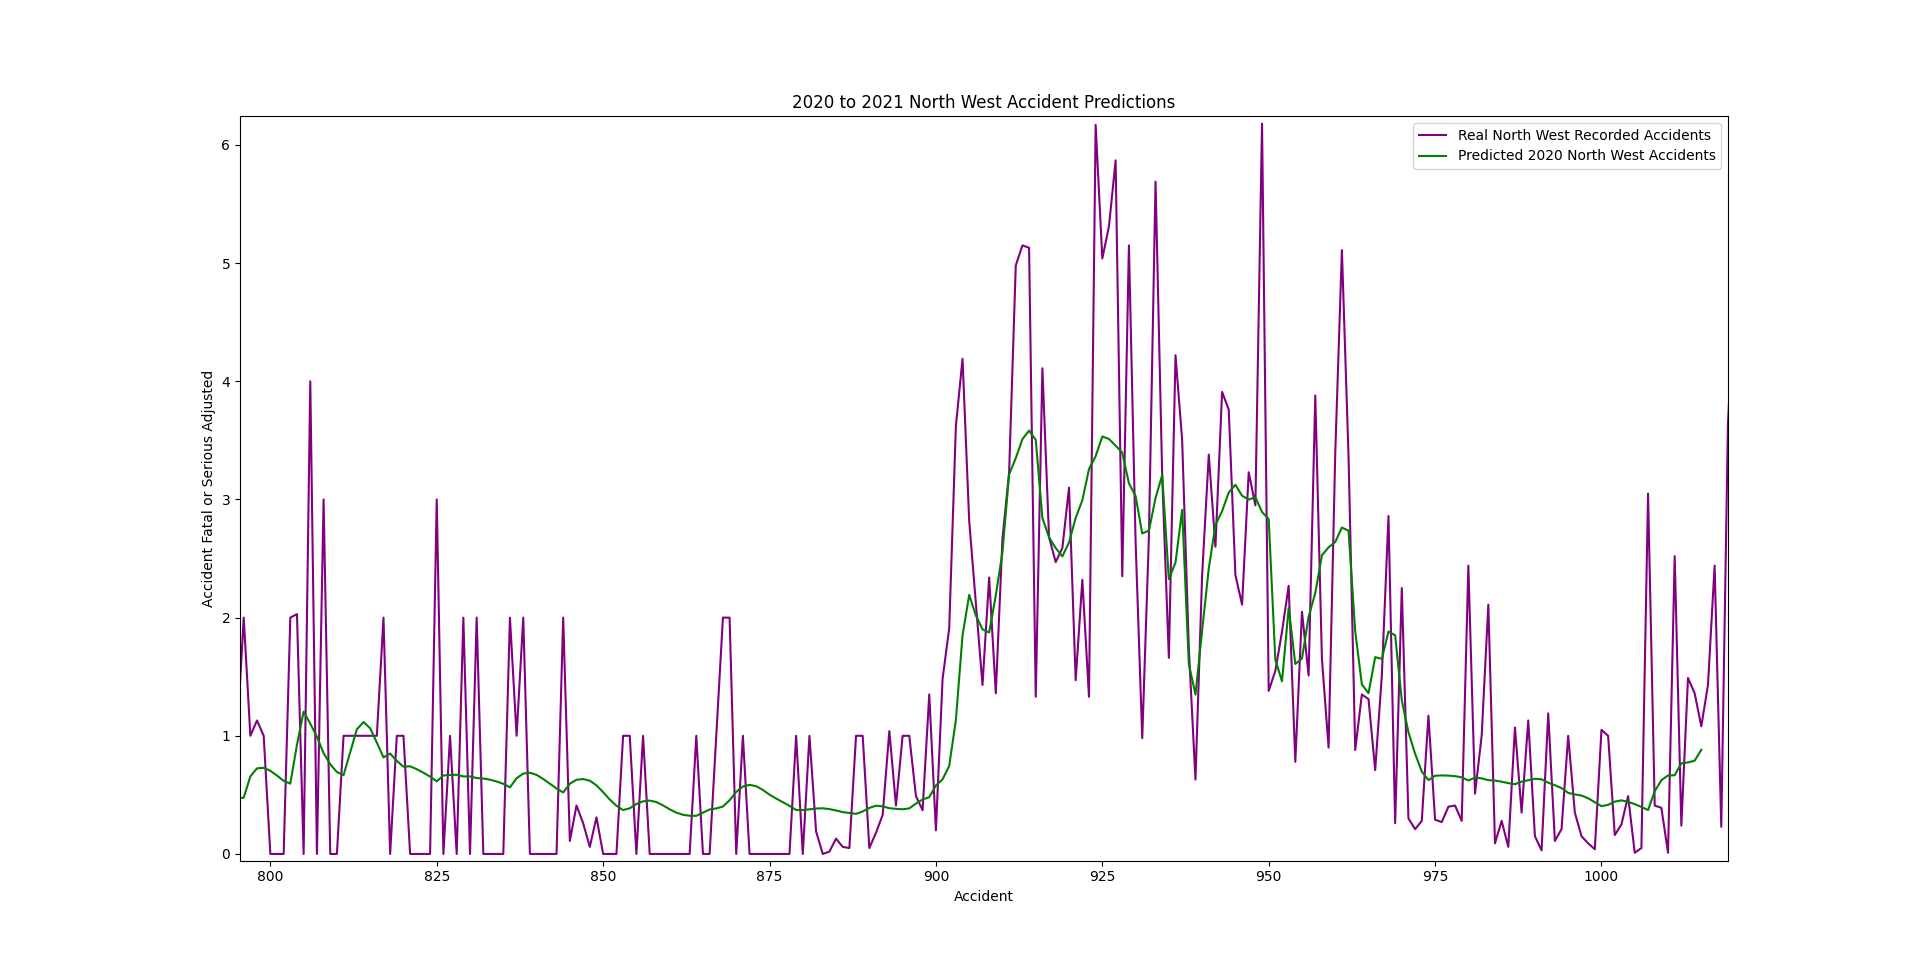 2020 to 2021 North West Accident Predictions
Real North West Recorded Accidents
Predicted 2020 North West Accidents
Accident Fatal or Serious Adjusted
6
5
4
3
2
1
0
800 825 850 875 900 925 950 975 1000
Accident